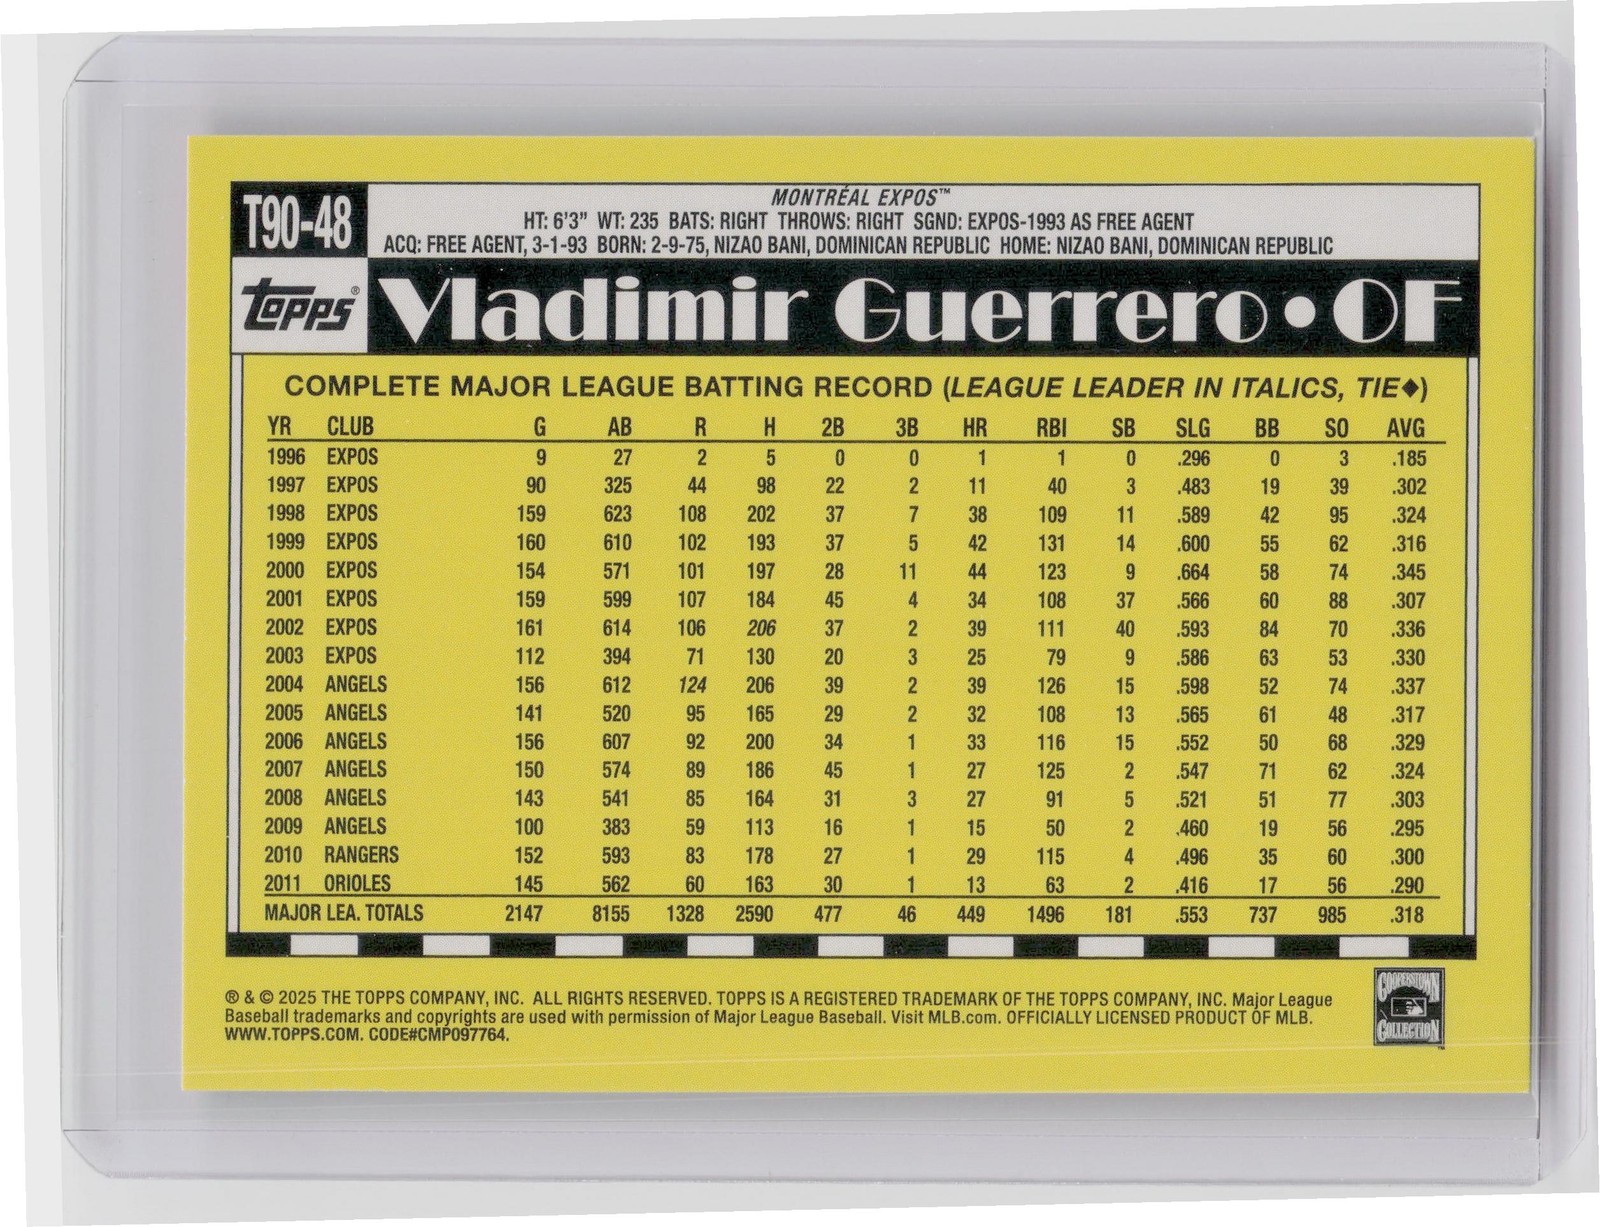 T90-48
MONTRÉAL EXPOS™
HT: 6'3" WT: 235 BATS: RIGHT THROWS: RIGHT SGND: EXPOS-1993 AS FREE AGENT
ACQ: FREE AGENT, 3-1-93 BORN: 2-9-75, NIZAO BANI, DOMINICAN REPUBLIC HOME: NIZAO BANI, DOMINICAN REPUBLIC
topps® Vladimir Guerrero • OF
COMPLETE MAJOR LEAGUE BATTING RECORD (LEAGUE LEADER IN ITALICS, TIE♦)
YR CLUB G AB R H 2B 3B HR RBI SB SLG BB SO AVG
1996 EXPOS 9 27 2 5 0 0 1 1 0 .296 0 3 .185
1997 EXPOS 90 325 44 98 22 2 11 40 3 .483 19 39 .302
1998 EXPOS 159 623 108 202 37 7 38 109 11 .589 42 95 .324
1999 EXPOS 160 610 102 193 37 5 42 131 14 .600 55 62 .316
2000 EXPOS 154 571 101 197 28 11 44 123 9 .664 58 74 .345
2001 EXPOS 159 599 107 184 45 4 34 108 37 .566 60 88 .307
2002 EXPOS 161 614 106 206 37 2 39 111 40 .593 84 70 .336
2003 EXPOS 112 394 71 130 20 3 25 79 9 .586 63 53 .330
2004 ANGELS 156 612 124 206 39 2 39 126 15 .598 52 74 .337
2005 ANGELS 141 520 95 165 29 2 32 108 13 .565 61 48 .317
2006 ANGELS 156 607 92 200 34 1 33 116 15 .552 50 68 .329
2007 ANGELS 150 574 89 186 45 1 27 125 2 .547 71 62 .324
2008 ANGELS 143 541 85 164 31 3 27 91 5 .521 51 77 .303
2009 ANGELS 100 383 59 113 16 1 15 50 2 .460 19 56 .295
2010 RANGERS 152 593 83 178 27 1 29 115 4 .496 35 60 .300
2011 ORIOLES 145 562 60 163 30 1 13 63 2 .416 17 56 .290
MAJOR LEA. TOTALS 2147 8155 1328 2590 477 46 449 1496 181 .553 737 985 .318
® & © 2025 THE TOPPS COMPANY, INC. ALL RIGHTS RESERVED. TOPPS IS A REGISTERED TRADEMARK OF THE TOPPS COMPANY, INC. Major League
Baseball trademarks and copyrights are used with permission of Major League Baseball. Visit MLB.com. OFFICIALLY LICENSED PRODUCT OF MLB.
WWW.TOPPS.COM. CODE#CMP097764.
COOPERSTOWN
COLLECTION™